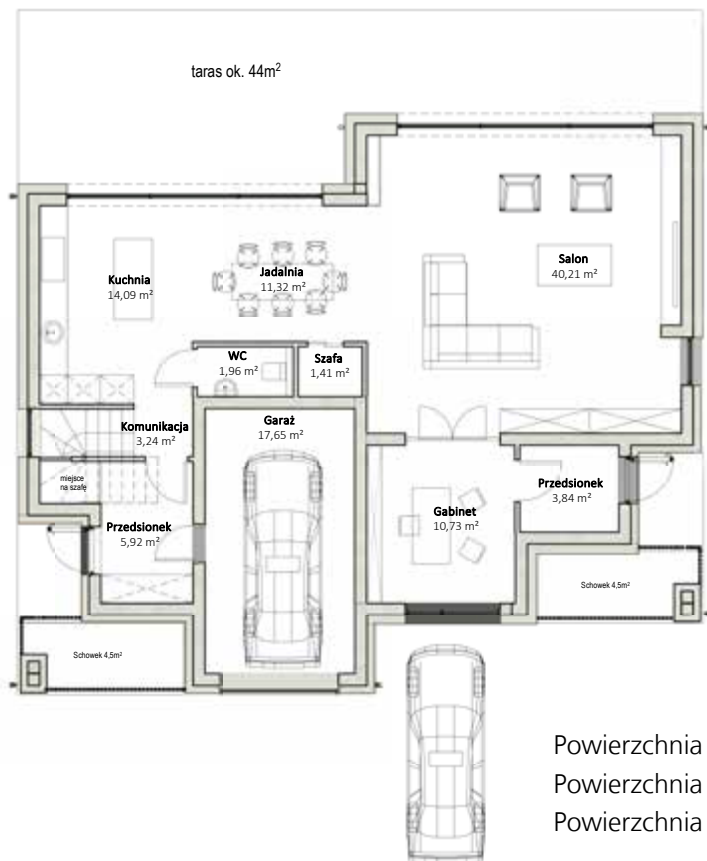 taras ok. 44m²
Kuchnia
14,09 m²
Jadalnia
11,32 m²
Salon
40,21 m²
WC
1,96 m²
Szafa
1,41 m²
Komunikacja
3,24 m²
Garaż
17,65 m²
miejsce
na szafę
Przedsionek
5,92 m²
Gabinet
10,73 m²
Przedsionek
3,84 m²
Schowek 4,5m²
Schowek 4,5m²
Powierzchnia
Powierzchnia
Powierzchnia